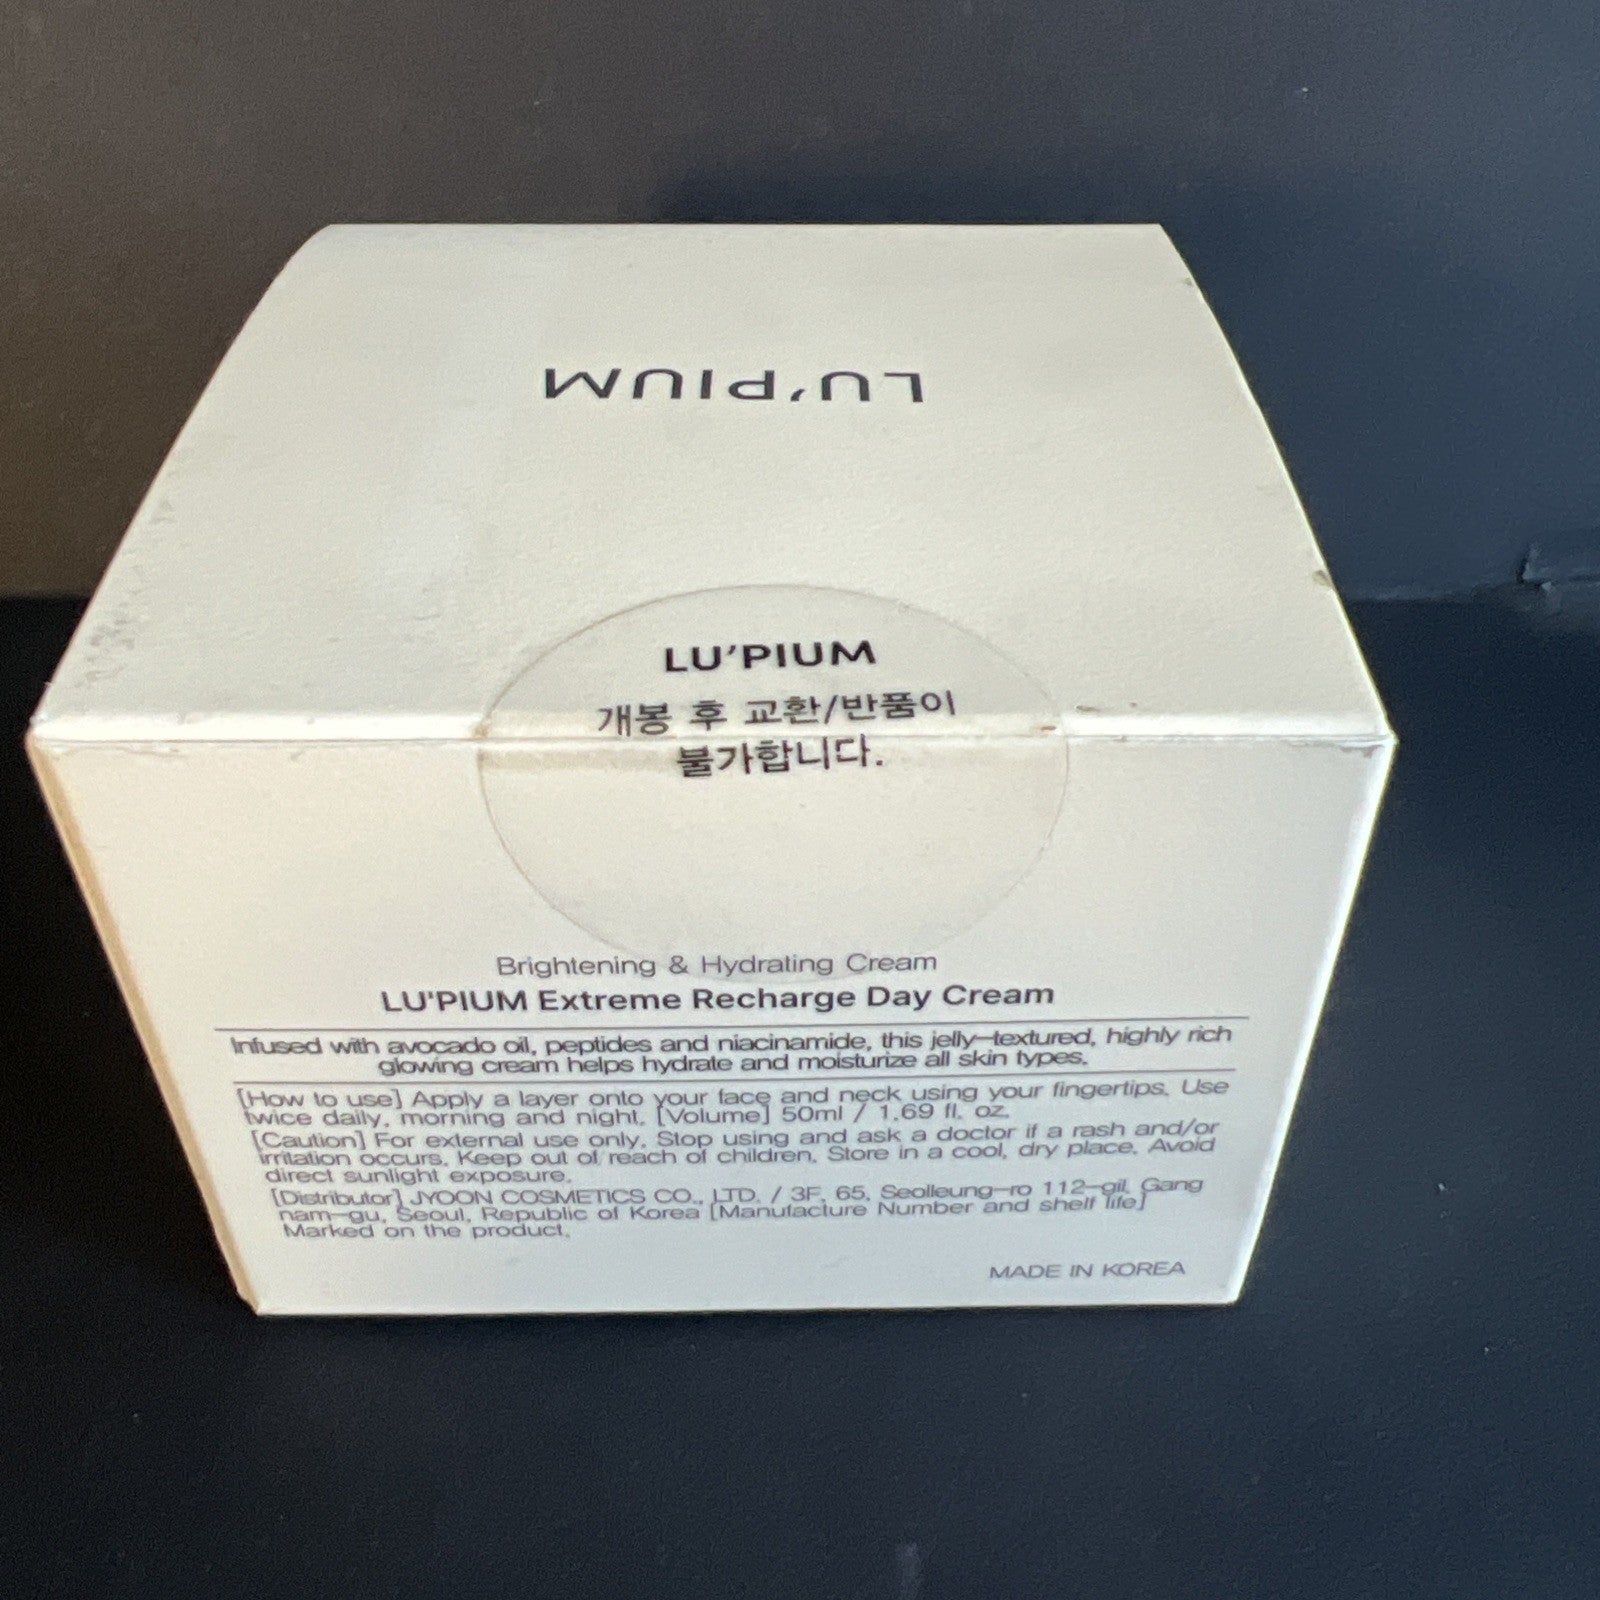 LU'PIUM
LU'PIUM
개봉 후 교환/반품이
불가합니다.
Brightening & Hydrating Cream
LU'PIUM Extreme Recharge Day Cream
Infused with avocado oil, peptides and niacinamide, this jelly-textured, highly rich
glowing cream helps hydrate and moisturize all skin types.
[How to use] Apply a layer onto your face and neck using your fingertips. Use
twice daily, morning and night. [Volume] 50ml / 1.69 fl. oz.
[Caution] For external use only. Stop using and ask a doctor if a rash and/or
irritation occurs. Keep out of reach of children. Store in a cool, dry place. Avoid
direct sunlight exposure.
[Distributor] JYOON COSMETICS CO., LTD. / 3F, 65, Seolleung-ro 112-gil, Gang
nam-gu, Seoul, Republic of Korea [Manufacture Number and shelf life]
Marked on the product.
MADE IN KOREA